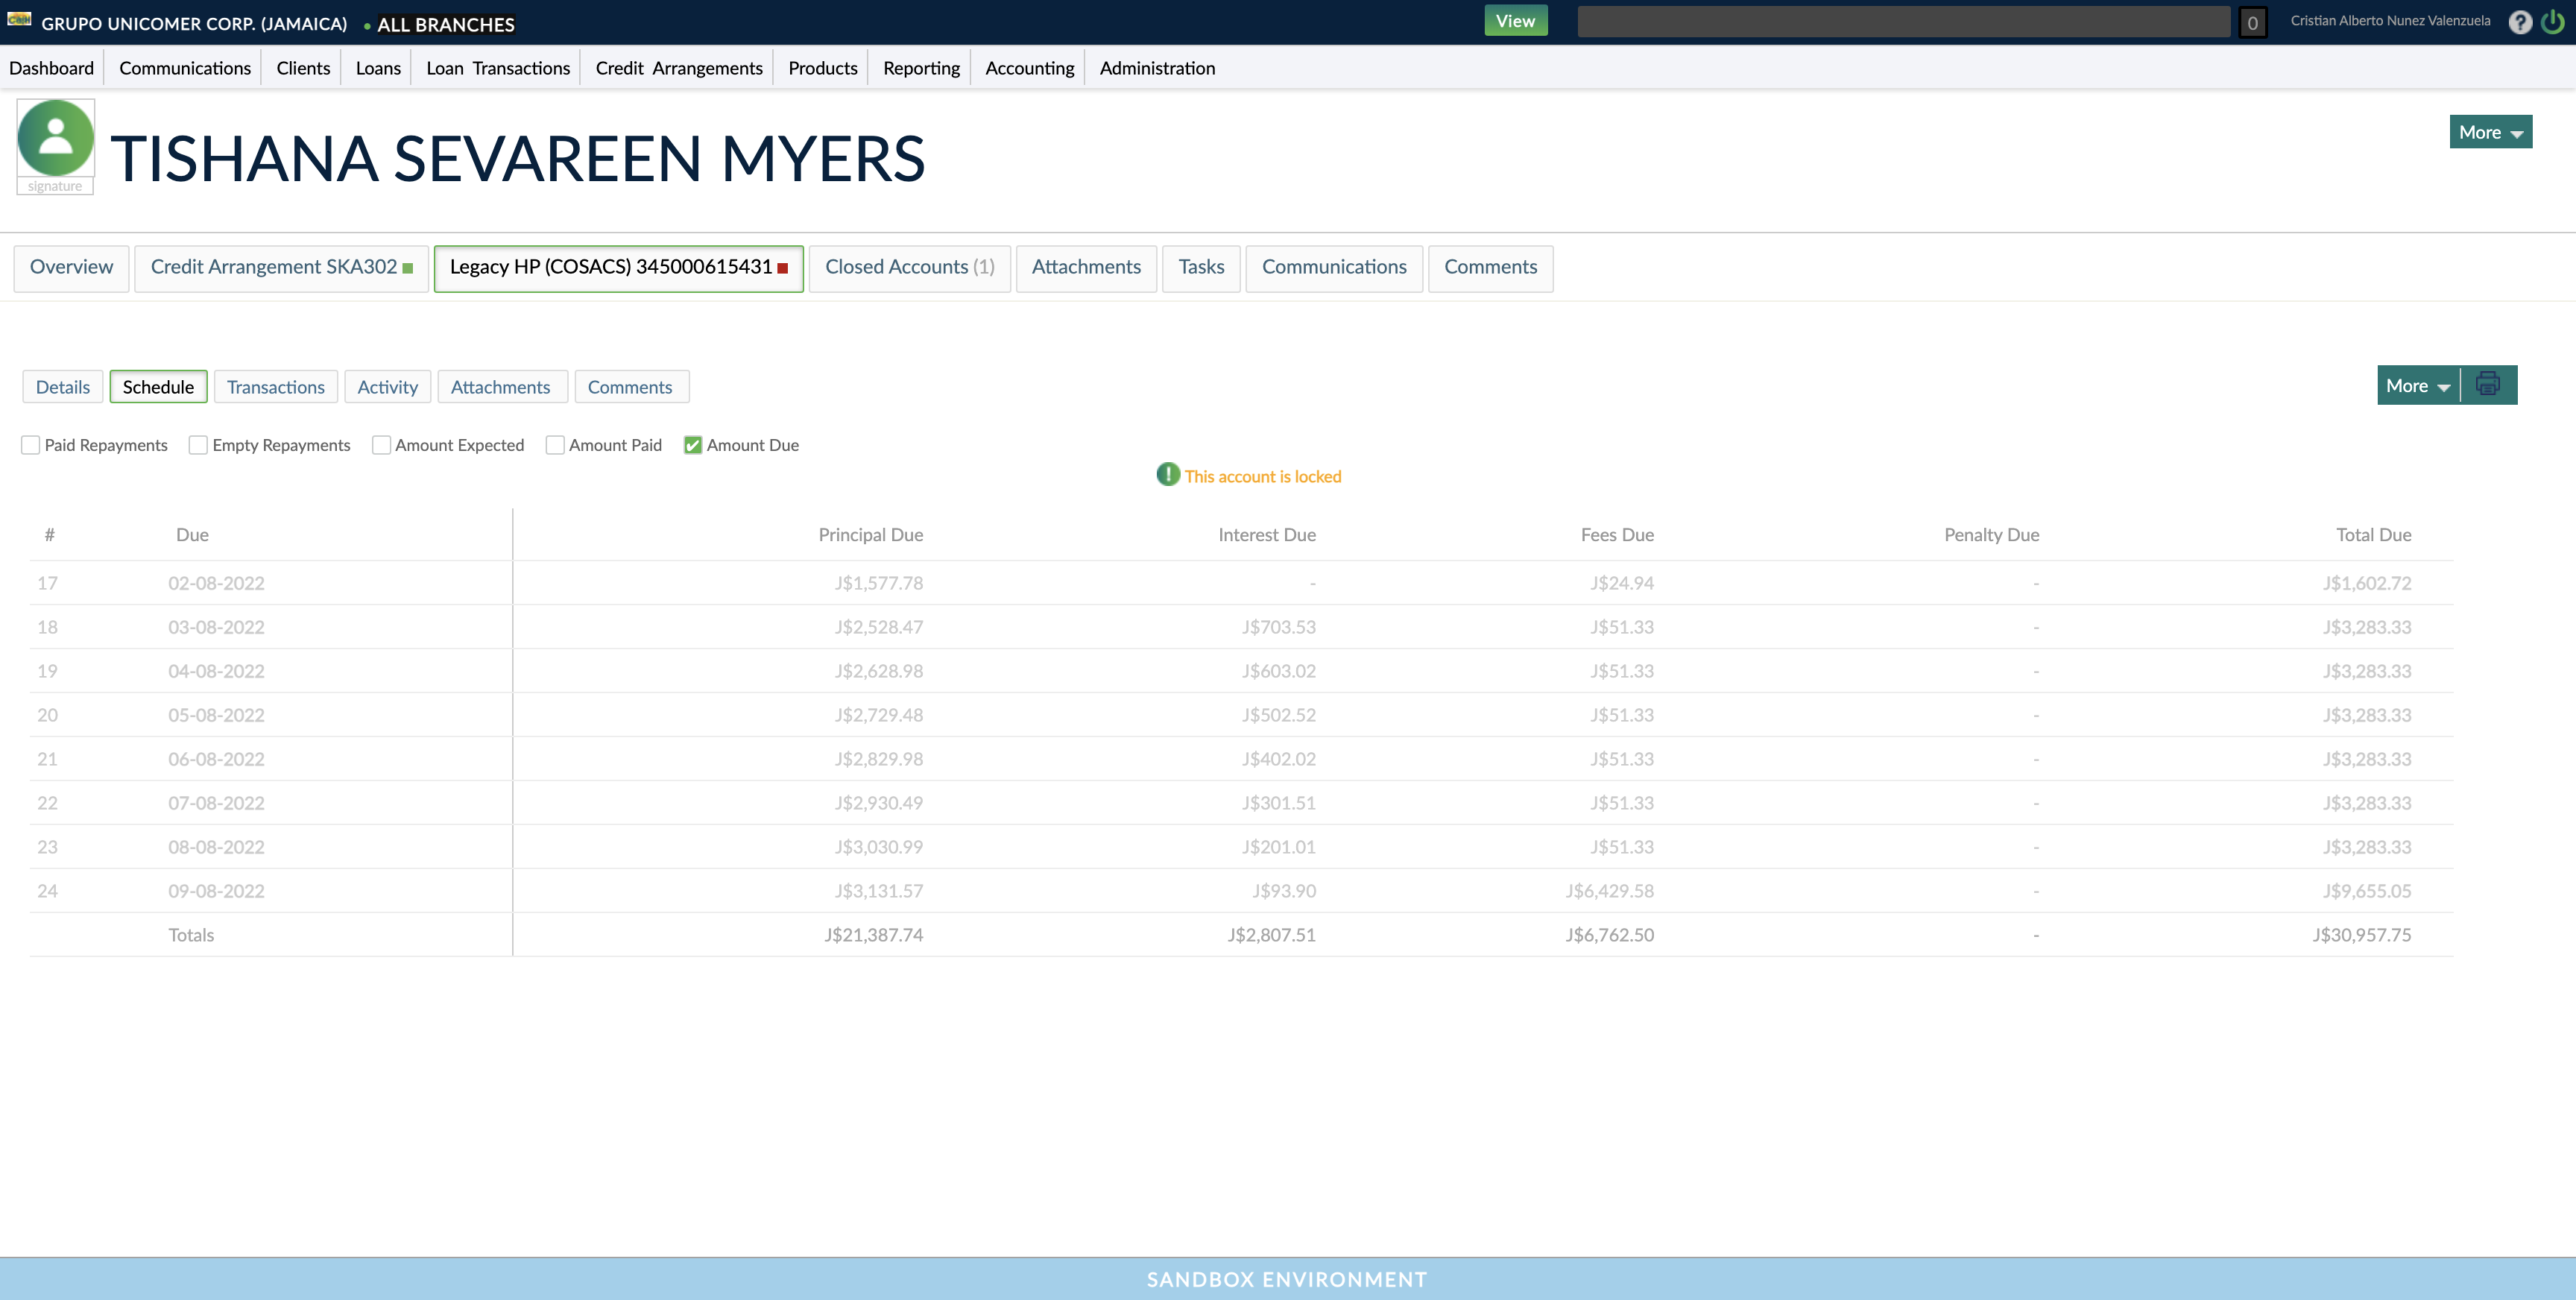 GRUPO UNICOMER CORP. (JAMAICA) • ALL BRANCHES View 0 Cristian Alberto Nunez Valenzuela ?
Dashboard Communications Clients Loans Loan Transactions Credit Arrangements Products Reporting Accounting Administration
TISHANA SEVAREEN MYERS More
signature
Overview Credit Arrangement SKA302 Legacy HP (COSACS) 345000615431 Closed Accounts (1) Attachments Tasks Communications Comments
Details Schedule Transactions Activity Attachments Comments More
Paid Repayments Empty Repayments Amount Expected Amount Paid Amount Due
! This account is locked
# Due Principal Due Interest Due Fees Due Penalty Due Total Due
17 02-08-2022 J$1,577.78 - J$24.94 - J$1,602.72
18 03-08-2022 J$2,528.47 J$703.53 J$51.33 - J$3,283.33
19 04-08-2022 J$2,628.98 J$603.02 J$51.33 - J$3,283.33
20 05-08-2022 J$2,729.48 J$502.52 J$51.33 - J$3,283.33
21 06-08-2022 J$2,829.98 J$402.02 J$51.33 - J$3,283.33
22 07-08-2022 J$2,930.49 J$301.51 J$51.33 - J$3,283.33
23 08-08-2022 J$3,030.99 J$201.01 J$51.33 - J$3,283.33
24 09-08-2022 J$3,131.57 J$93.90 J$6,429.58 - J$9,655.05
Totals J$21,387.74 J$2,807.51 J$6,762.50 - J$30,957.75
SANDBOX ENVIRONMENT